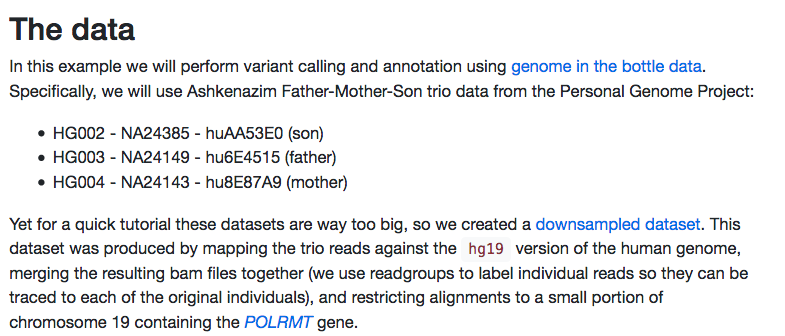 The data
In this example we will perform variant calling and annotation using genome in the bottle data.
Specifically, we will use Ashkenazim Father-Mother-Son trio data from the Personal Genome Project:
• HG002 - NA24385 - huAA53E0 (son)
• HG003 - NA24149 - hu6E4515 (father)
• HG004 - NA24143 - hu8E87A9 (mother)
Yet for a quick tutorial these datasets are way too big, so we created a downsampled dataset. This
dataset was produced by mapping the trio reads against the hg19 version of the human genome,
merging the resulting bam files together (we use readgroups to label individual reads so they can be
traced to each of the original individuals), and restricting alignments to a small portion of
chromosome 19 containing the POLRMT gene.